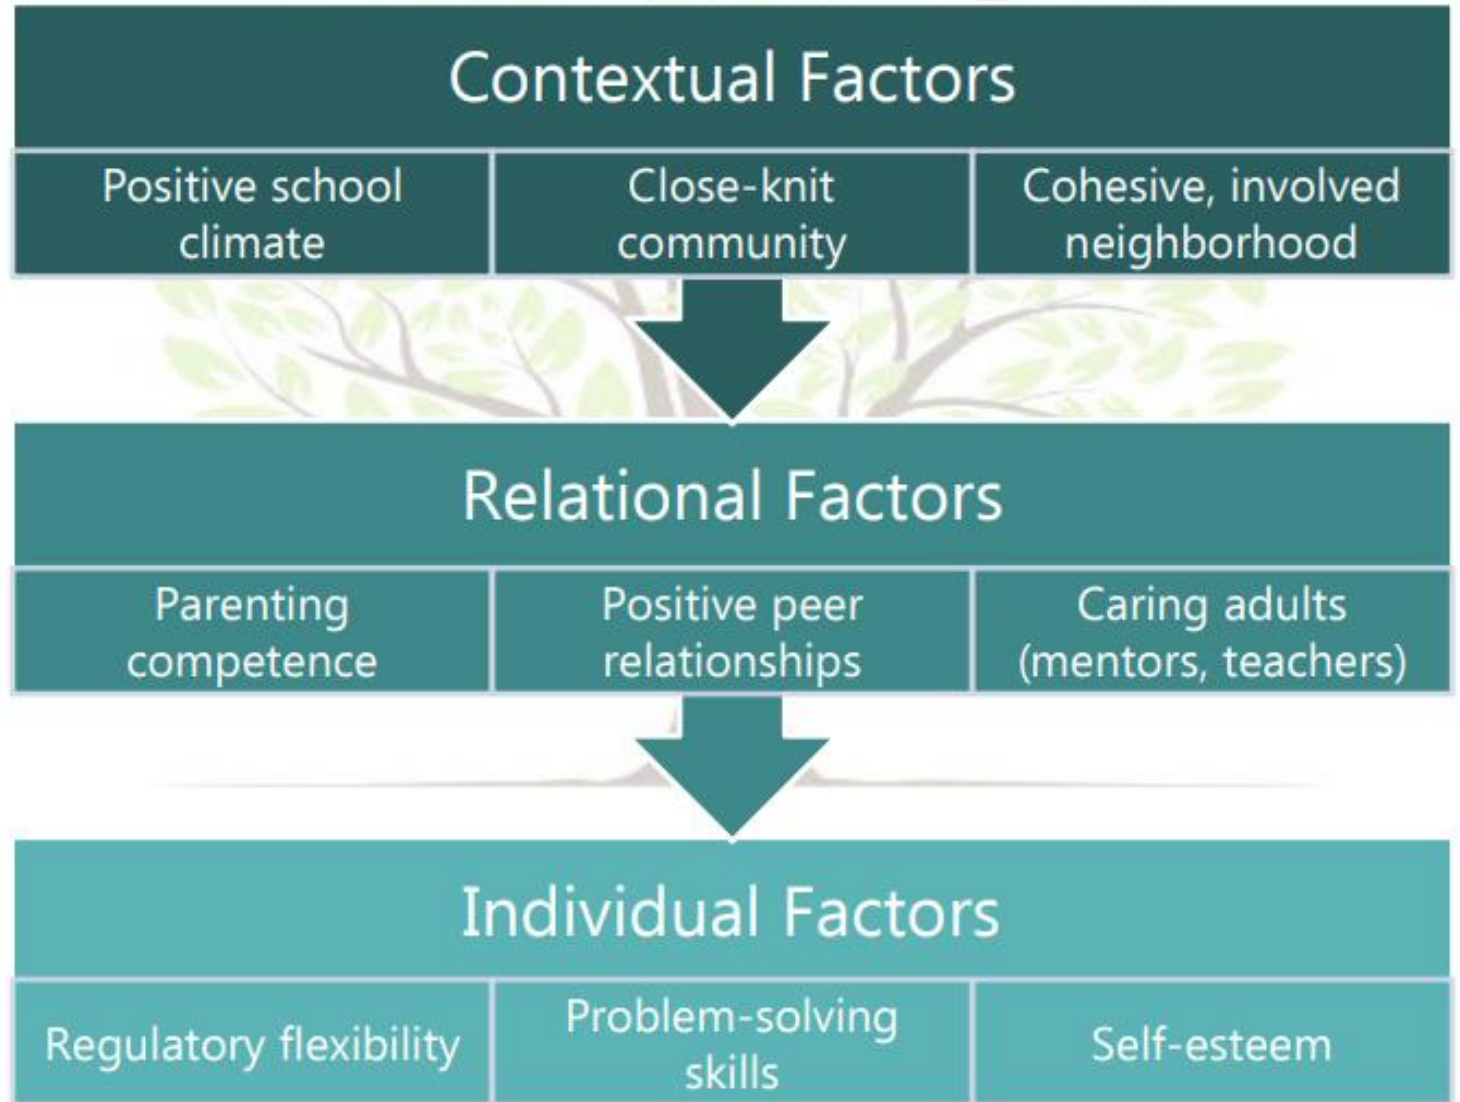 Contextual Factors
Positive school
climate
Close-knit
community
Cohesive, involved
neighborhood
Relational Factors
Parenting
competence
Positive peer
relationships
Caring adults
(mentors, teachers)
Individual Factors
Regulatory flexibility
Problem-solving
skills
Self-esteem